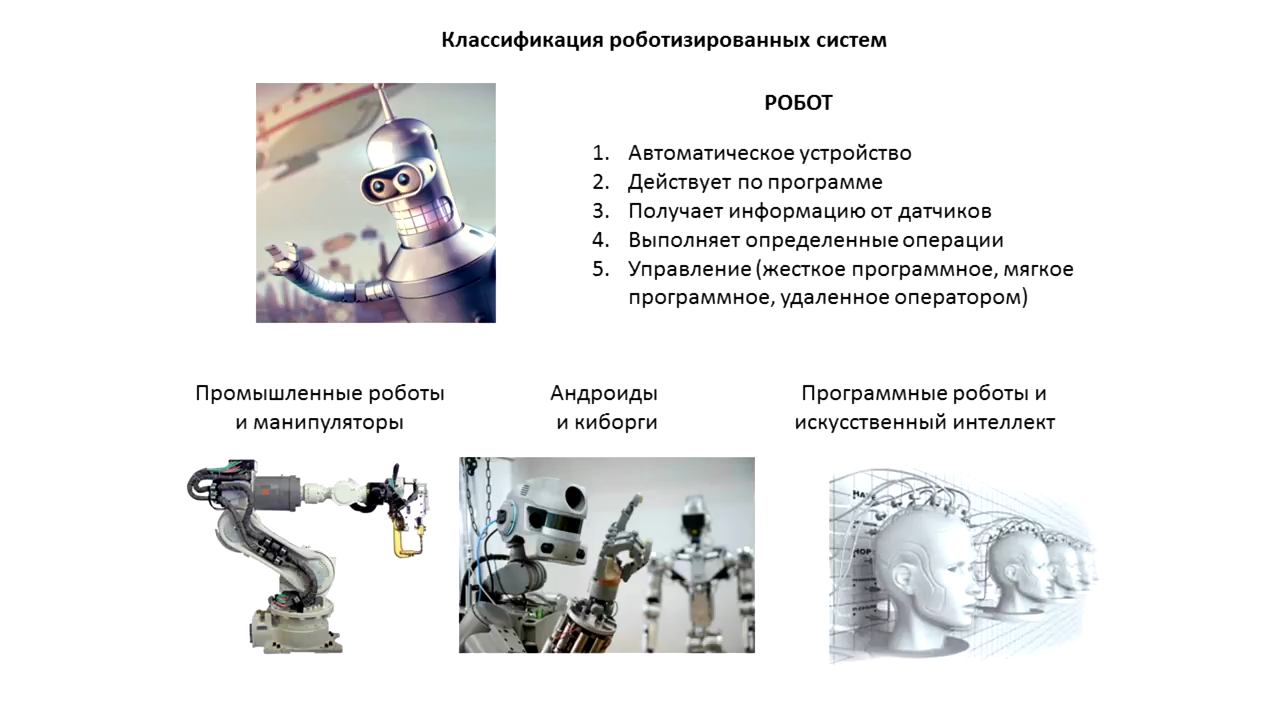 Классификация роботизированных систем
РОБОТ
1. Автоматическое устройство
2. Действует по программе
3. Получает информацию от датчиков
4. Выполняет определенные операции
5. Управление (жесткое программное, мягкое
программное, удаленное оператором)
Промышленные роботы
и манипуляторы
Андроиды
и киборги
Программные роботы и
искусственный интеллект